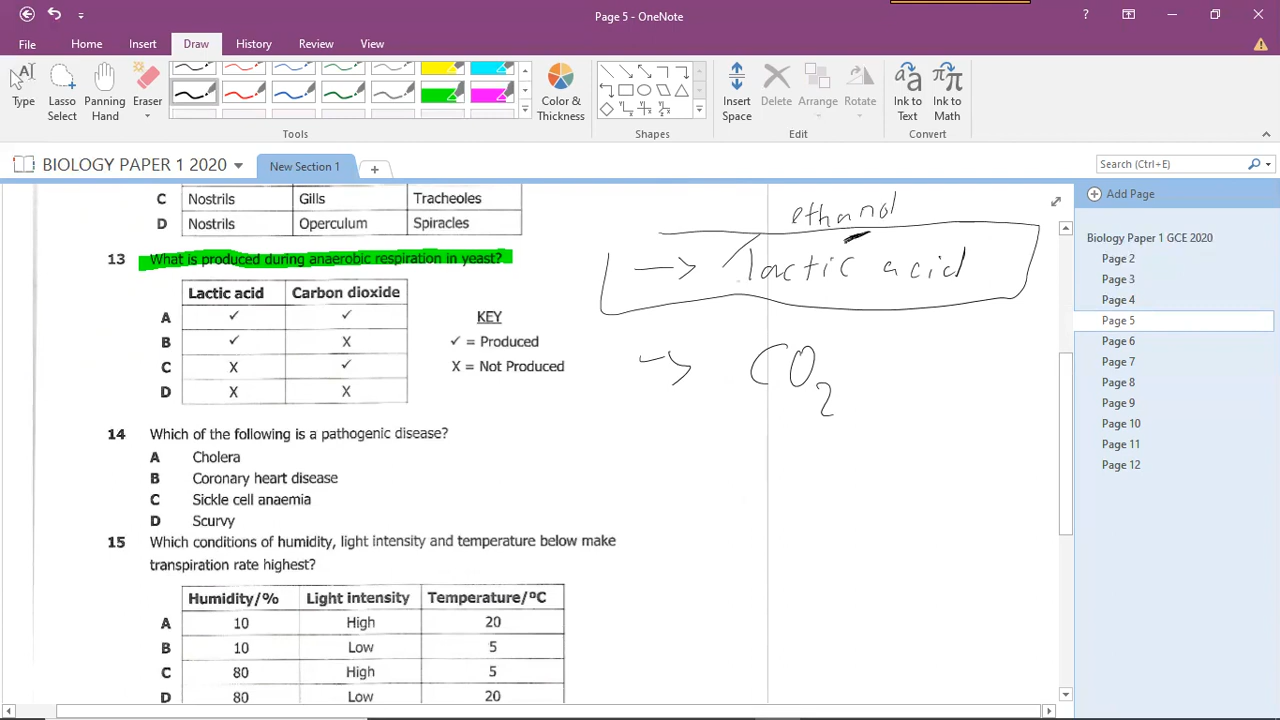 Page 5 - OneNote
File Home Insert Draw History Review View
Type
Lasso Select
Panning Hand
Eraser
Color & Thickness
Insert Space
Delete
Arrange
Rotate
Ink to Text
Ink to Math
Tools
Shapes
Edit
Convert
BIOLOGY PAPER 1 2020
New Section 1
Search (Ctrl+E)
Add Page
Biology Paper 1 GCE 2020
Page 2
Page 3
Page 4
Page 5
Page 6
Page 7
Page 8
Page 9
Page 10
Page 11
Page 12
C Nostrils Gills Tracheoles
D Nostrils Operculum Spiracles
13 What is produced during anaerobic respiration in yeast?
Lactic acid Carbon dioxide
A ✓ ✓
B ✓ X
C X ✓
D X X
KEY
✓ = Produced
X = Not Produced
ethanol
→ lactic acid
→ CO2
14 Which of the following is a pathogenic disease?
A Cholera
B Coronary heart disease
C Sickle cell anaemia
D Scurvy
15 Which conditions of humidity, light intensity and temperature below make
transpiration rate highest?
Humidity/% Light intensity Temperature/°C
A 10 High 20
B 10 Low 5
C 80 High 5
D 80 Low 20